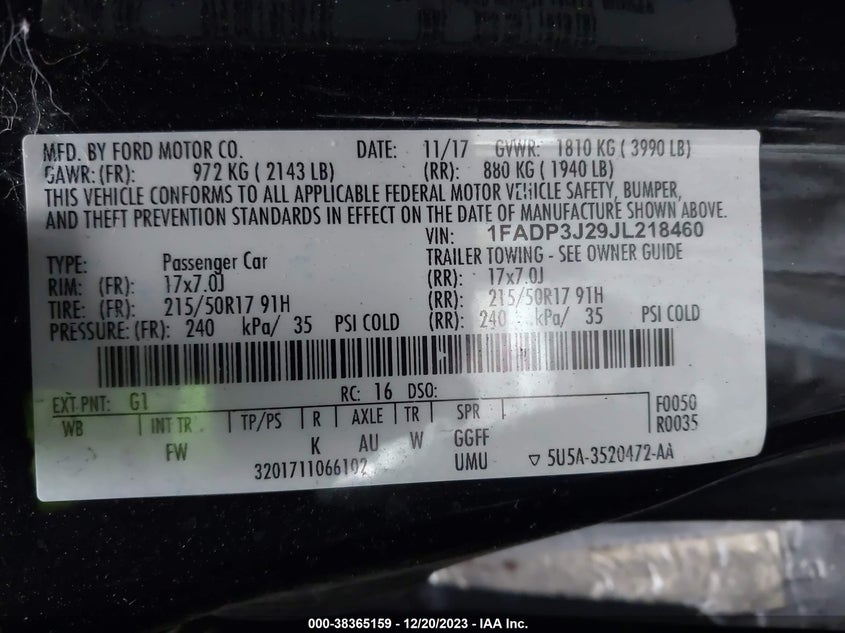 MFD. BY FORD MOTOR CO. DATE: 11/17 GVWR: 1810 KG ( 3990 LB)
GAWR: (FR): 972 KG ( 2143 LB) (RR): 880 KG ( 1940 LB)
THIS VEHICLE CONFORMS TO ALL APPLICABLE FEDERAL MOTOR VEHICLE SAFETY, BUMPER,
AND THEFT PREVENTION STANDARDS IN EFFECT ON THE DATE OF MANUFACTURE SHOWN ABOVE.
VIN: 1FADP3J29JL218460
TYPE: Passenger Car TRAILER TOWING - SEE OWNER GUIDE
RIM: (FR): 17x7.0J (RR): 17x7.0J
TIRE: (FR): 215/50R17 91H (RR): 215/50R17 91H
PRESSURE: (FR): 240 kPa/ 35 PSI COLD (RR): 240 kPa/ 35 PSI COLD
EXT PNT: G1 RC: 16 DSO: F0050
WB INT TR TP/PS R AXLE TR SPR R0035
FW K AU W GGFF
3201711066102 UMU ▽ 5U5A-3520472-AA
000-38365159 – 12/20/2023 – IAA Inc.